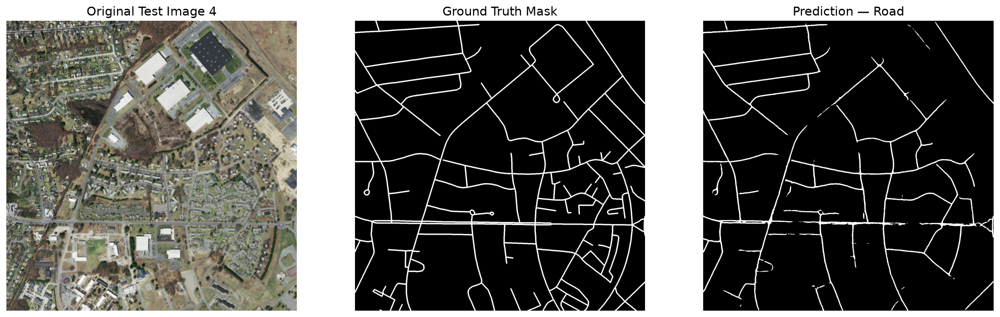 Original Test Image 4
Ground Truth Mask
Prediction — Road